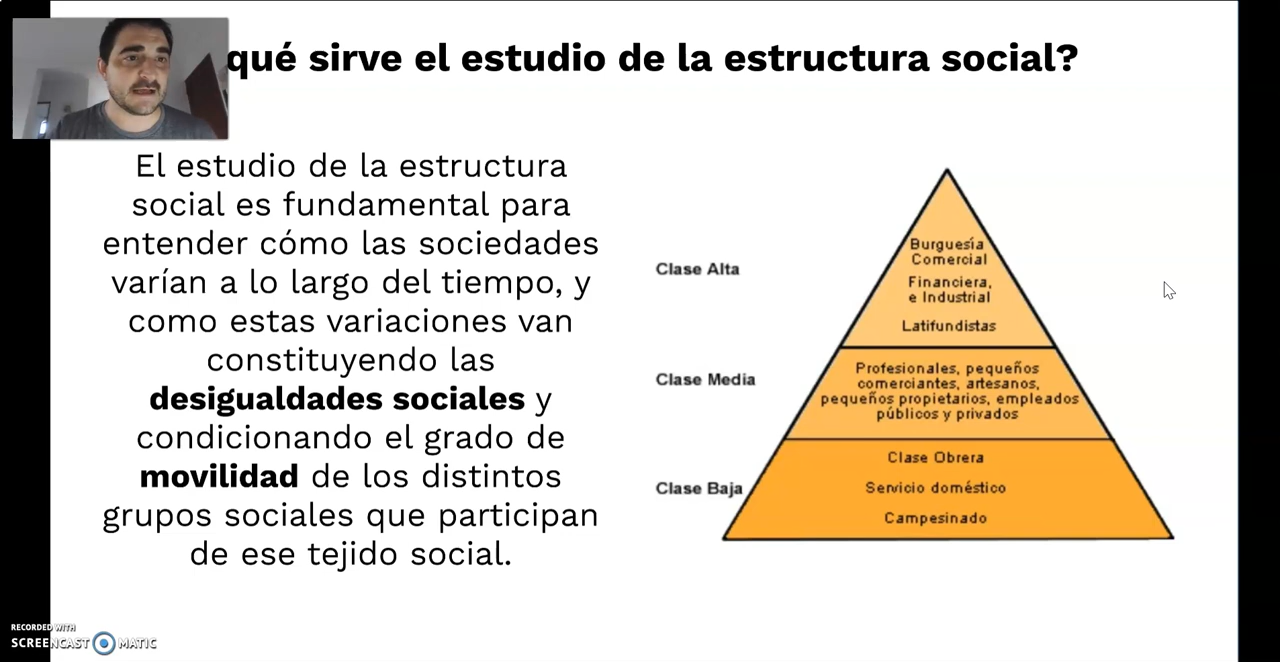 qué sirve el estudio de la estructura social?
El estudio de la estructura
social es fundamental para
entender cómo las sociedades
varían a lo largo del tiempo, y
como estas variaciones van
constituyendo las
desigualdades sociales y
condicionando el grado de
movilidad de los distintos
grupos sociales que participan
de ese tejido social.
Clase Alta
Burguesía
Comercial
Financiera,
e Industrial
Latifundistas
Clase Media
Profesionales, pequeños
comerciantes, artesanos,
pequeños propietarios, empleados
públicos y privados
Clase Baja
Clase Obrera
Servicio doméstico
Campesinado
RECORDED WITH
SCREENCAST MATIC